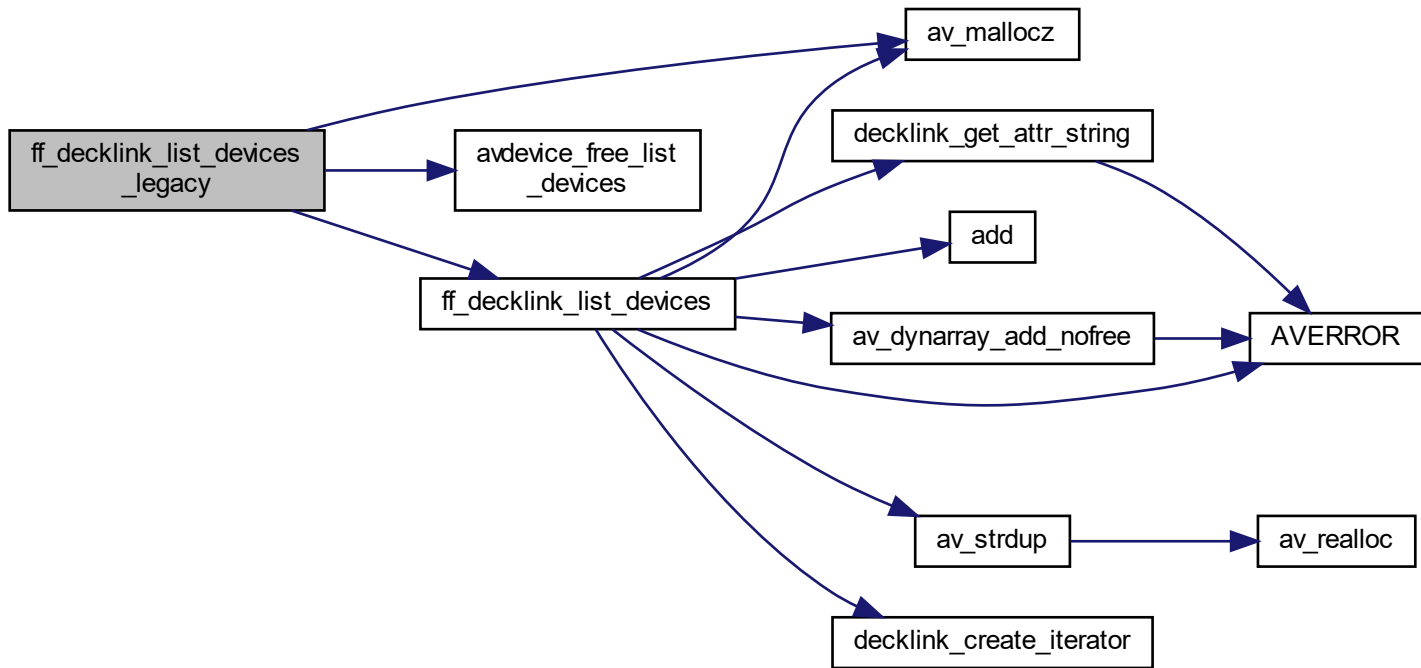 av_mallocz
ff_decklink_list_devices
_legacy
avdevice_free_list
_devices
decklink_get_attr_string
add
ff_decklink_list_devices
av_dynarray_add_nofree
AVERROR
av_strdup
av_realloc
decklink_create_iterator